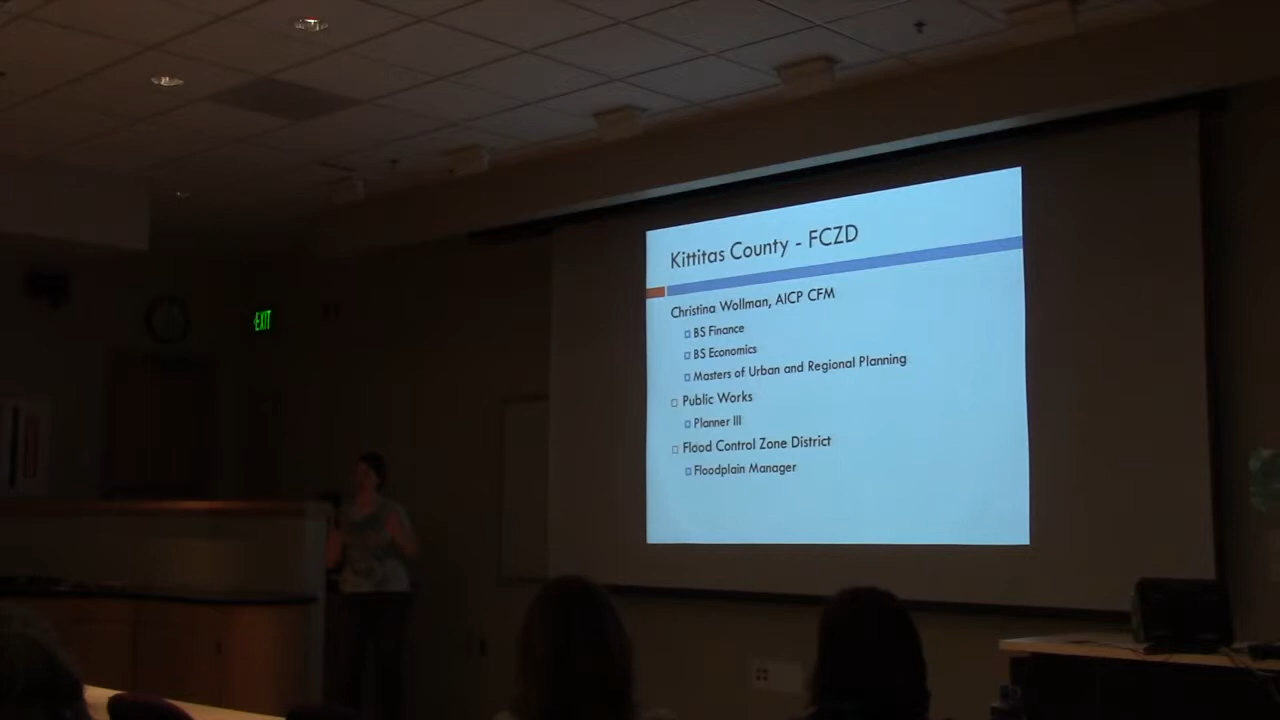 EXIT
Kittitas County - FCZD
Christina Wollman, AICP CFM
BS Finance
BS Economics
Masters of Urban and Regional Planning
Public Works
Planner III
Flood Control Zone District
Floodplain Manager